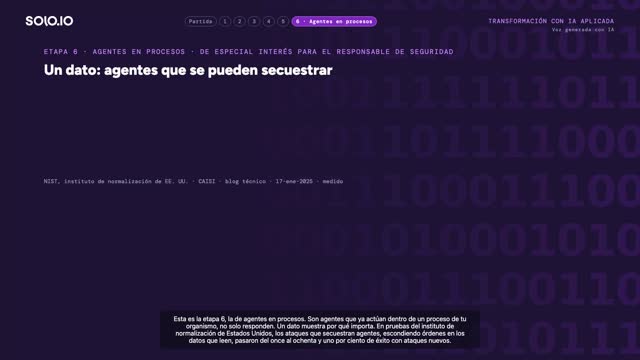 SOLO.IO
Partida 1 2 3 4 5 6 · Agentes en procesos
TRANSFORMACIÓN CON IA APLICADA
Voz generada con IA
ETAPA 6 · AGENTES EN PROCESOS · DE ESPECIAL INTERÉS PARA EL RESPONSABLE DE SEGURIDAD
Un dato: agentes que se pueden secuestrar
NIST, instituto de normalización de EE. UU. · CAISI · blog técnico · 17-ene-2025 · medido
Esta es la etapa 6, la de agentes en procesos. Son agentes que ya actúan dentro de un proceso de tu
organismo, no solo responden. Un dato muestra por qué importa. En pruebas del instituto de
normalización de Estados Unidos, los ataques que secuestran agentes, escondiendo órdenes en los
datos que leen, pasaron del once al ochenta y uno por ciento de éxito con ataques nuevos.